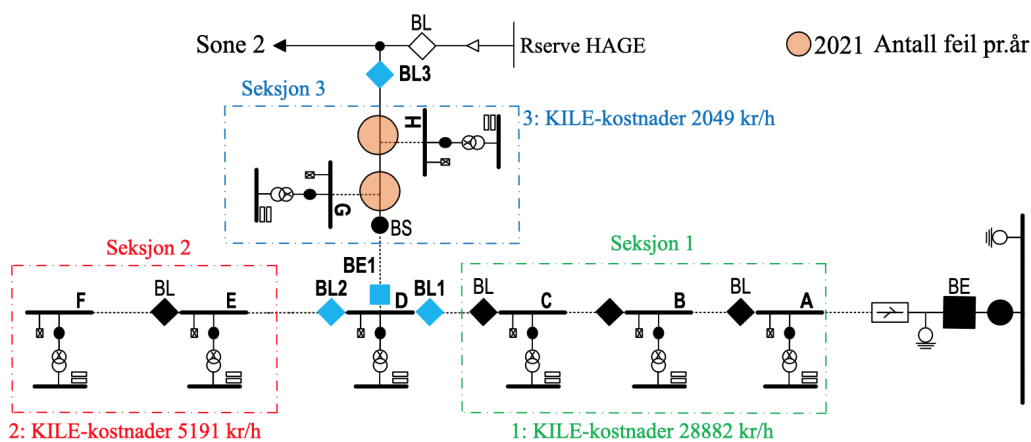 BL
Sone 2
Rserve HAGE
2021 Antall feil pr.år
BL3
Seksjon 3
3: KILE-kostnader 2049 kr/h
H
G
BS
Seksjon 2
Seksjon 1
BE1
BL
BL2
BL1
BL
BL
BE
F
E
D
C
B
A
2: KILE-kostnader 5191 kr/h
1: KILE-kostnader 28882 kr/h